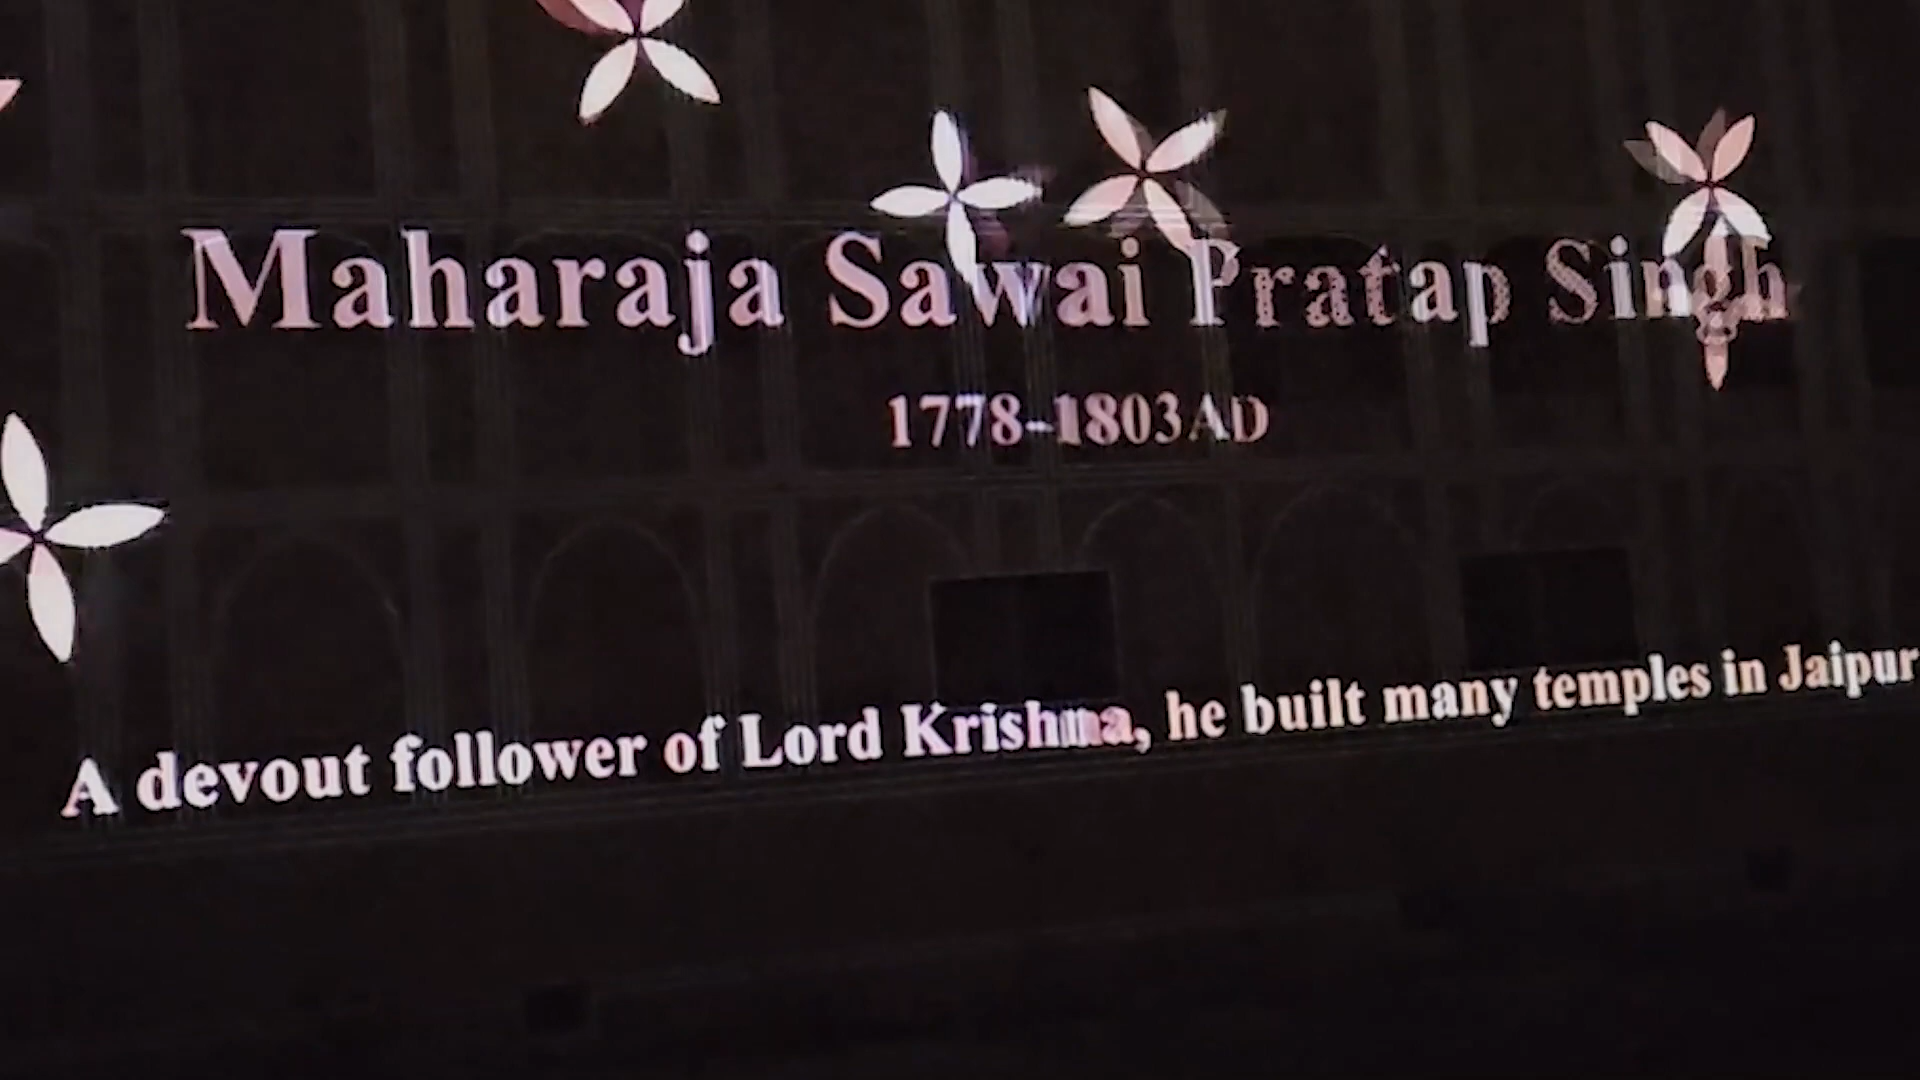 Maharaja Sawai Pratap Singh
1778-1803AD
A devout follower of Lord Krishna, he built many temples in Jaipur